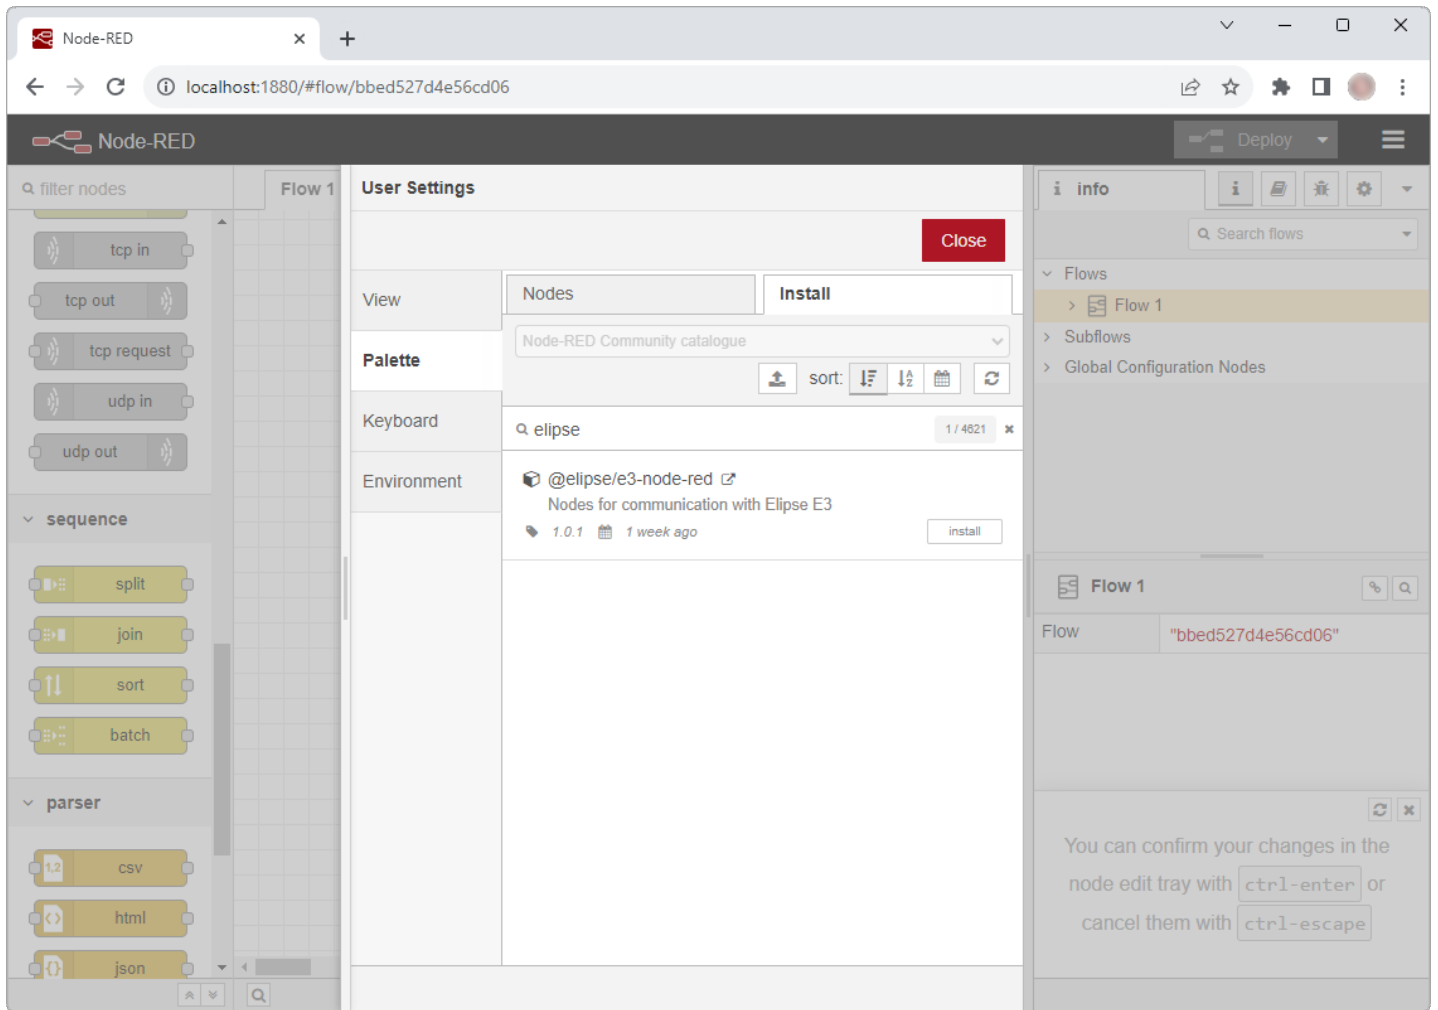 Node-RED
localhost:1880/#flow/bbed527d4e56cd06
Node-RED
Deploy
filter nodes
tcp in
tcp out
tcp request
udp in
udp out
sequence
split
join
sort
batch
parser
1,2 csv
html
json
Flow 1
User Settings
Close
View
Palette
Keyboard
Environment
Nodes
Install
Node-RED Community catalogue
sort:
elipse
1 / 4621
@elipse/e3-node-red
Nodes for communication with Elipse E3
1.0.1 1 week ago
install
i info
Search flows
Flows
Flow 1
Subflows
Global Configuration Nodes
Flow 1
Flow "bbed527d4e56cd06"
You can confirm your changes in the
node edit tray with ctrl-enter or
cancel them with ctrl-escape